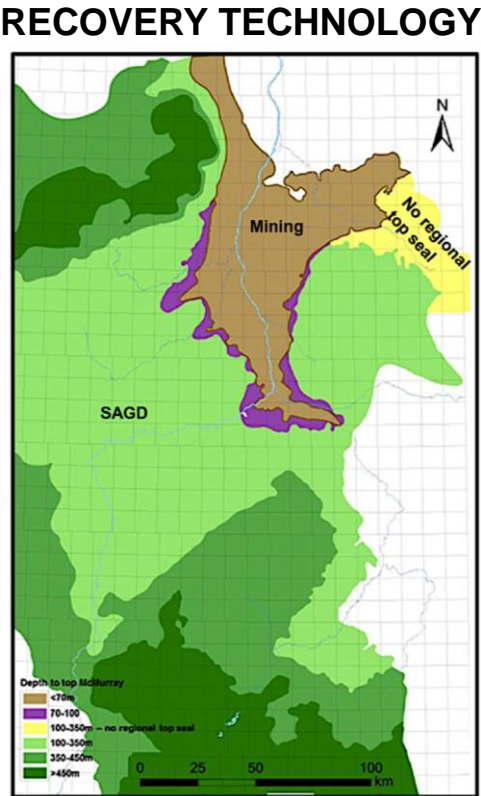 RECOVERY TECHNOLOGY
N
Mining
No regional
top seal
SAGD
Depth to top McMurray
<70m
70-100
100-350m – no regional top seal
100-350m
350-450m
>450m
0 25 50 100
km